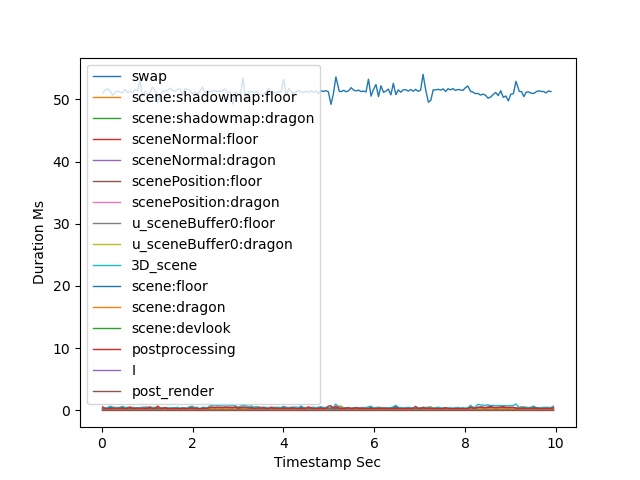 50
40
30
20
10
0
Duration Ms
swap
scene:shadowmap:floor
scene:shadowmap:dragon
sceneNormal:floor
sceneNormal:dragon
scenePosition:floor
scenePosition:dragon
u_sceneBuffer0:floor
u_sceneBuffer0:dragon
3D_scene
scene:floor
scene:dragon
scene:devlook
postprocessing
I
post_render
0 2 4 6 8 10
Timestamp Sec